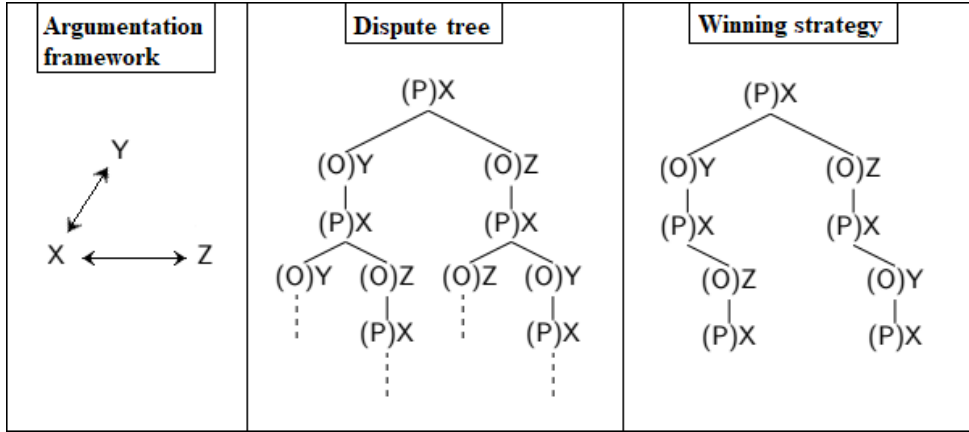 Argumentation
framework
Y
X Z
Dispute tree
(P)X
(O)Y (O)Z
(P)X (P)X
(O)Y (O)Z (O)Z (O)Y
(P)X (P)X
Winning strategy
(P)X
(O)Y (O)Z
(P)X (P)X
(O)Z (O)Y
(P)X (P)X